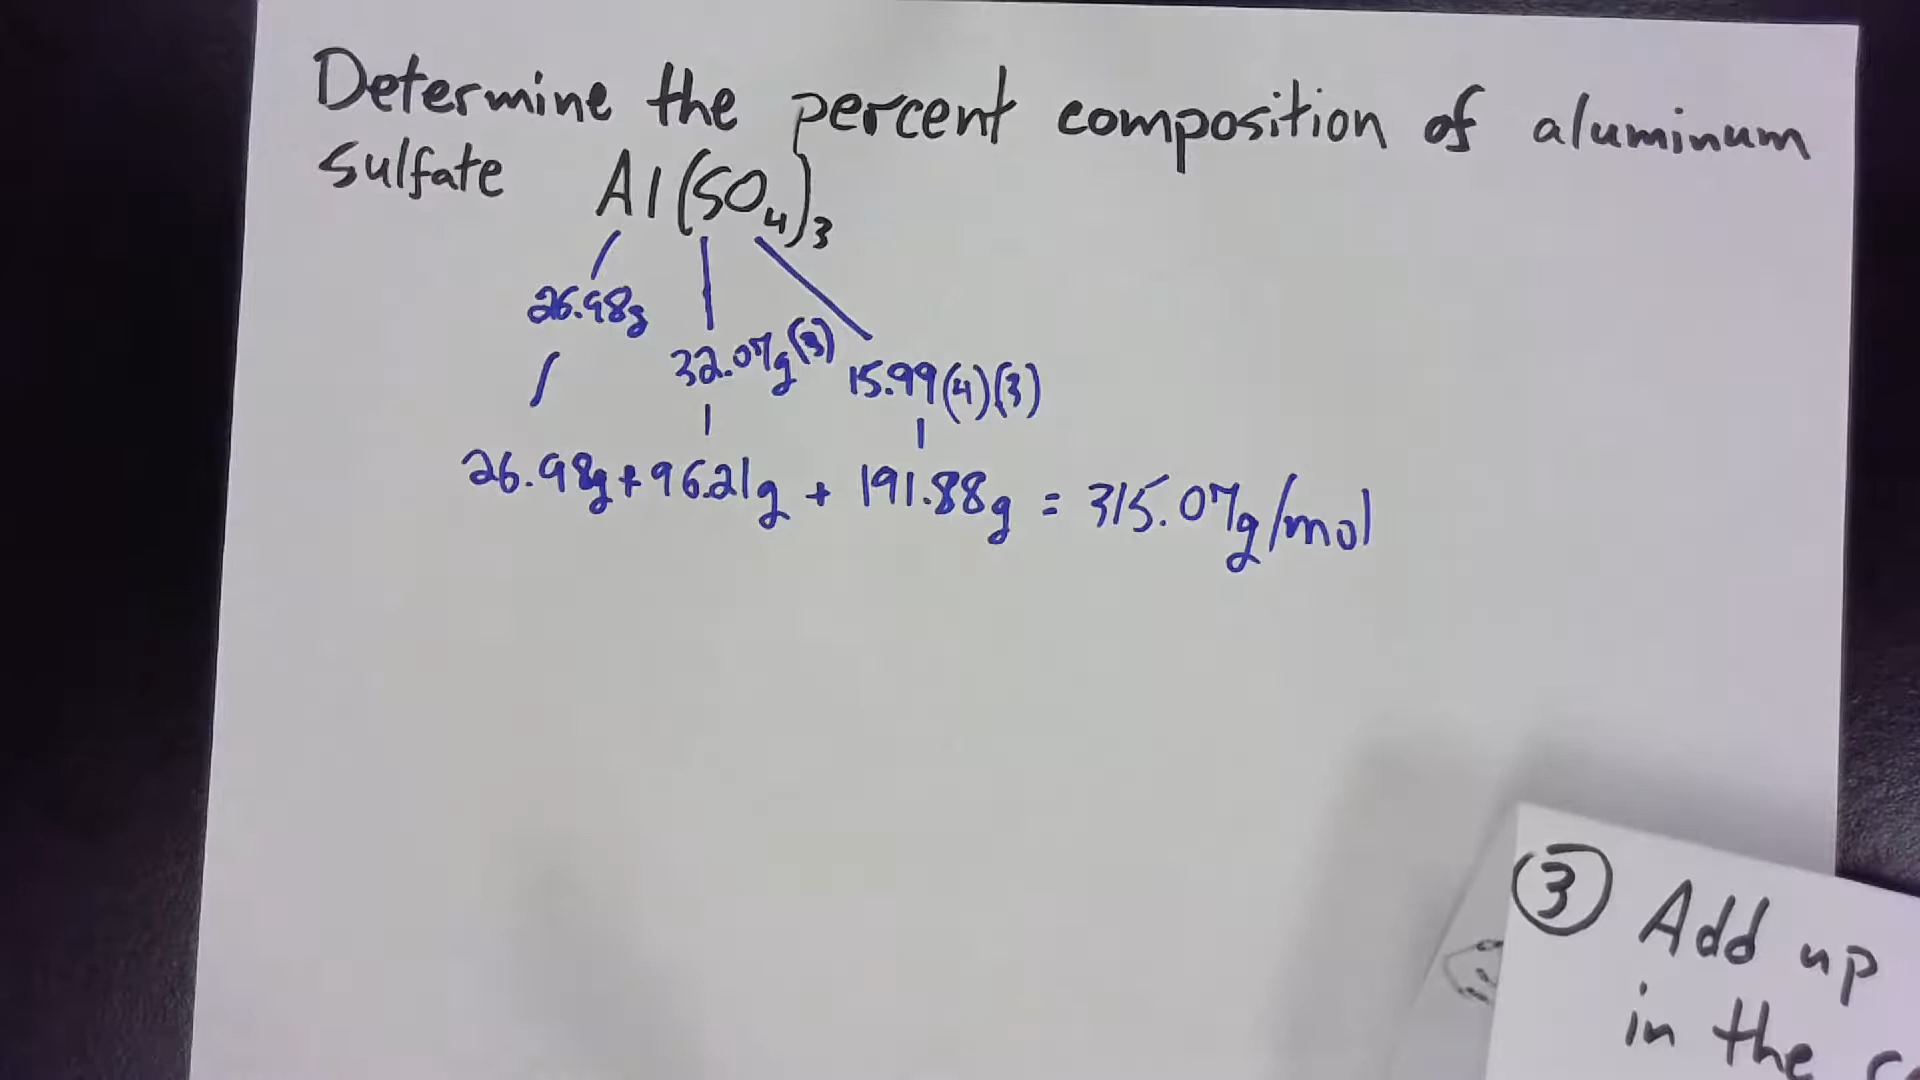 Determine the percent composition of aluminum
sulfate Al(SO₄)₃
26.98g
32.07g(3) 15.99(4)(3)
26.98g + 96.21g + 191.88g = 315.07g/mol
③ Add up
in the